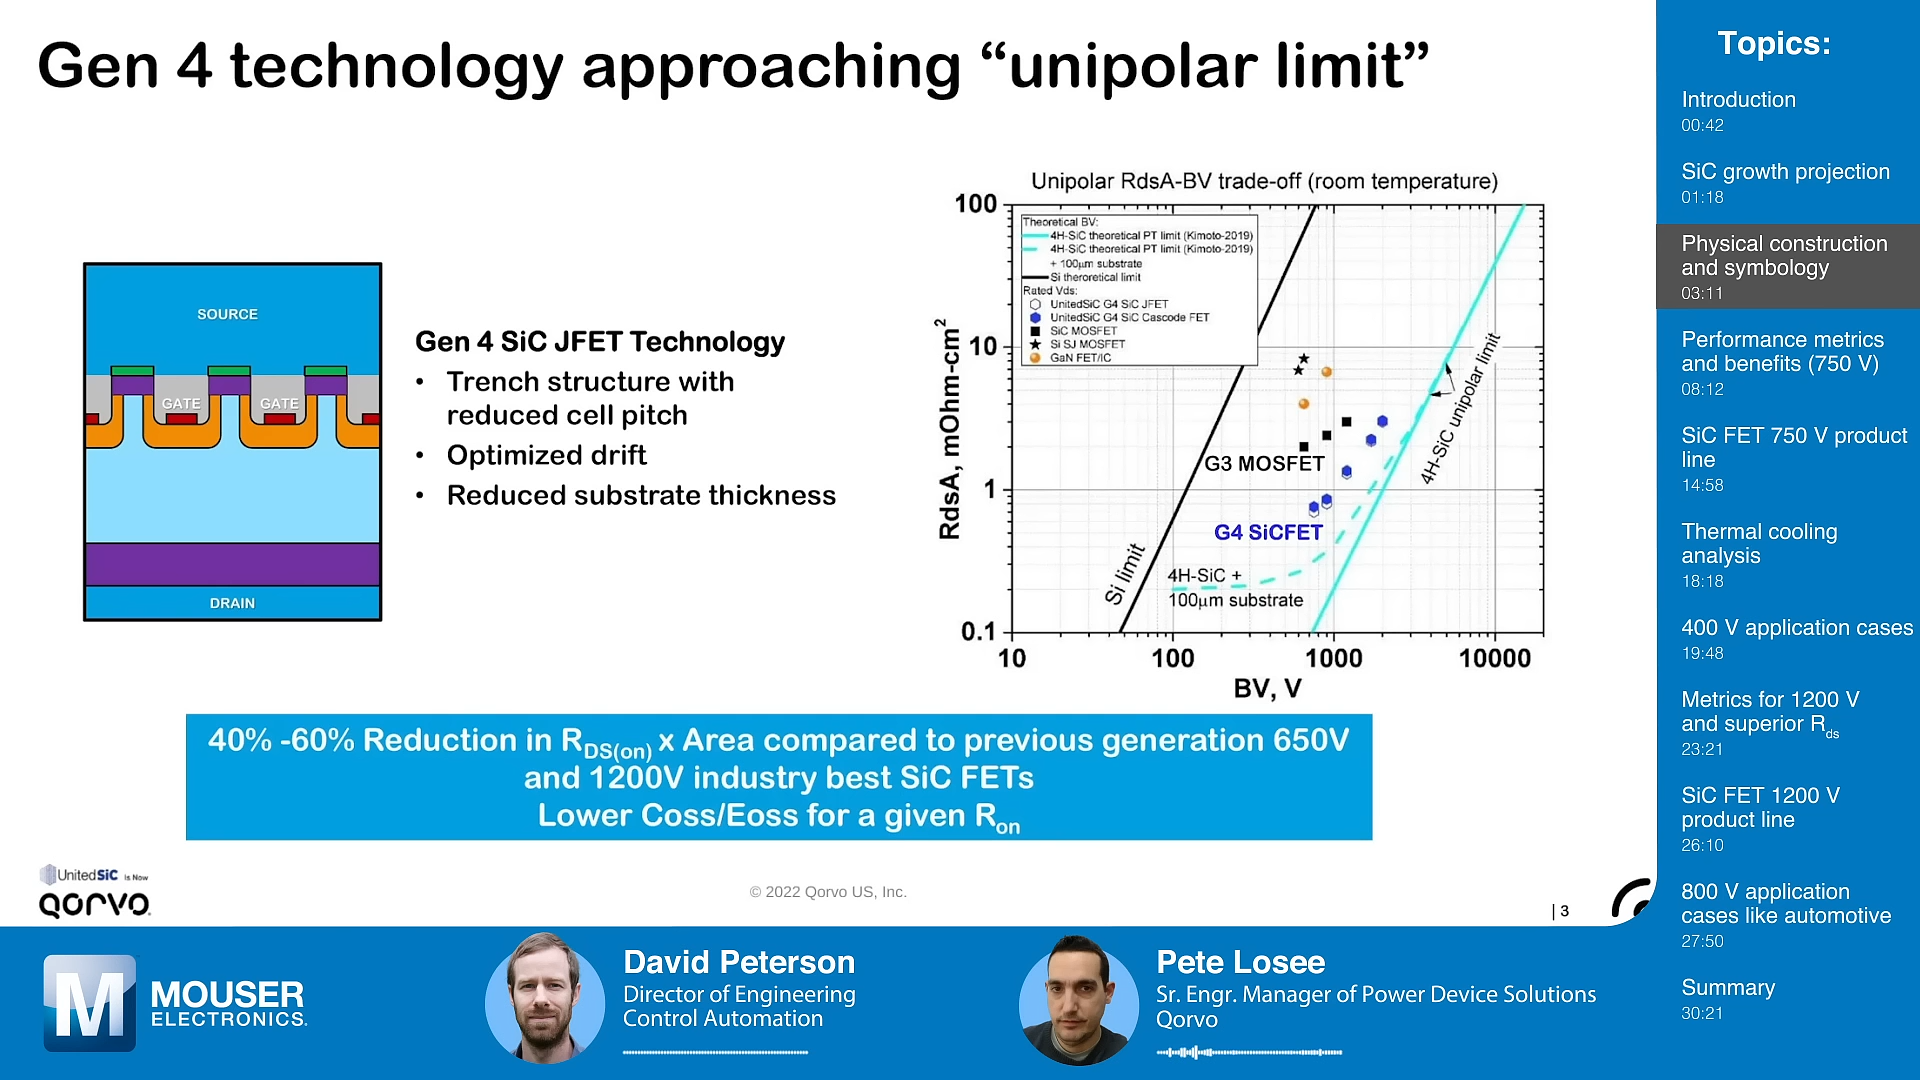 Gen 4 technology approaching “unipolar limit”
SOURCE
GATE
GATE
DRAIN
Gen 4 SiC JFET Technology
• Trench structure with
reduced cell pitch
• Optimized drift
• Reduced substrate thickness
Unipolar RdsA-BV trade-off (room temperature)
RdsA, mOhm-cm²
100
10
1
0.1
Theoretical BV:
4H-SiC theoretical PT limit (Kimoto-2019)
4H-SiC theoretical PT limit (Kimoto-2019)
+ 100μm substrate
Si theroretical limit
Rated Vds:
UnitedSiC G4 SiC JFET
UnitedSiC G4 SiC Cascode FET
SiC MOSFET
Si SJ MOSFET
GaN FET/IC
G3 MOSFET
G4 SiCFET
Si limit
4H-SiC +
100μm substrate
4H-SiC unipolar limit
10
100
1000
10000
BV, V
40% -60% Reduction in RDS(on) x Area compared to previous generation 650V
and 1200V industry best SiC FETs
Lower Coss/Eoss for a given Ron
UnitedSiC is Now
QORVO
© 2022 Qorvo US, Inc.
| 3
Topics:
Introduction
00:42
SiC growth projection
01:18
Physical construction
and symbology
03:11
Performance metrics
and benefits (750 V)
08:12
SiC FET 750 V product
line
14:58
Thermal cooling
analysis
18:18
400 V application cases
19:48
Metrics for 1200 V
and superior Rds
23:21
SiC FET 1200 V
product line
26:10
800 V application
cases like automotive
27:50
Summary
30:21
M
MOUSER
ELECTRONICS.
David Peterson
Director of Engineering
Control Automation
Pete Losee
Sr. Engr. Manager of Power Device Solutions
Qorvo